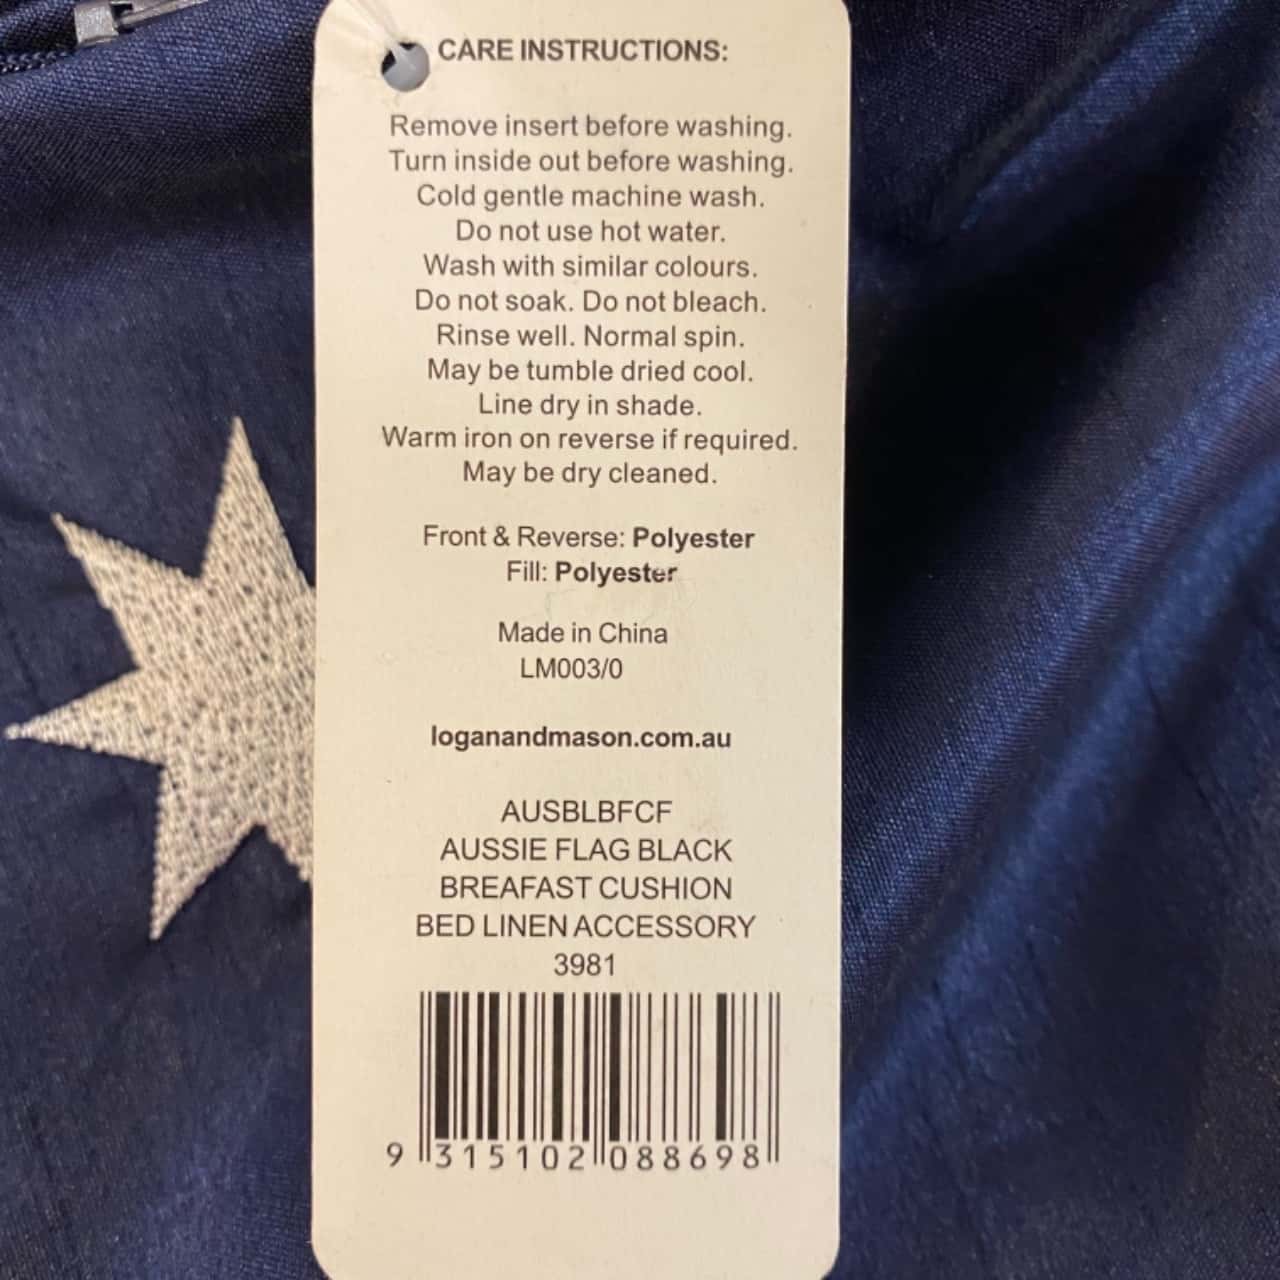 CARE INSTRUCTIONS:
Remove insert before washing.
Turn inside out before washing.
Cold gentle machine wash.
Do not use hot water.
Wash with similar colours.
Do not soak. Do not bleach.
Rinse well. Normal spin.
May be tumble dried cool.
Line dry in shade.
Warm iron on reverse if required.
May be dry cleaned.
Front & Reverse: Polyester
Fill: Polyester
Made in China
LM003/0
loganandmason.com.au
AUSBLBFCF
AUSSIE FLAG BLACK
BREAFAST CUSHION
BED LINEN ACCESSORY
3981
9 315102 088698